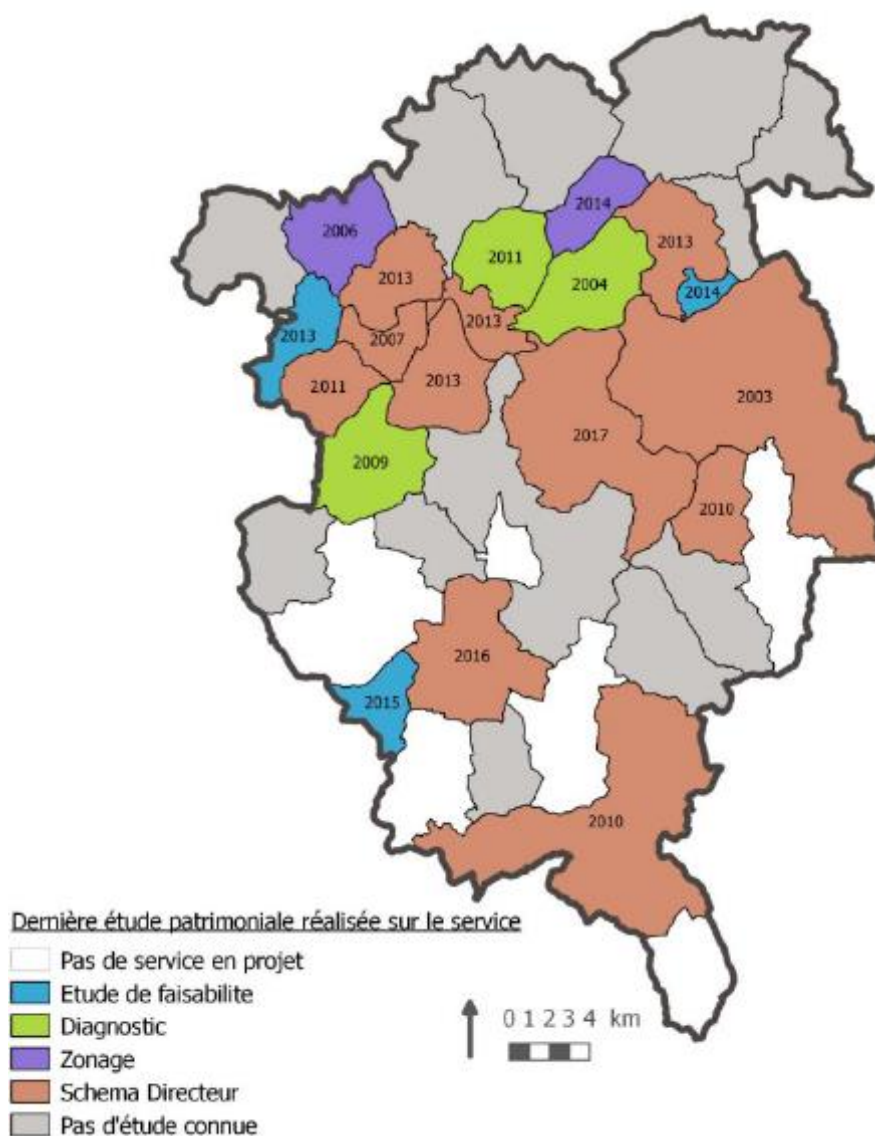 2014
2006
2013
2011
2013
2004
2014
2013
2013
2007
2011
2013
2003
2017
2009
2010
2016
2015
2010
Dernière étude patrimoniale réalisée sur le service
Pas de service en projet
Etude de faisabilite
Diagnostic
Zonage
Schema Directeur
Pas d'étude connue
0 1 2 3 4 km